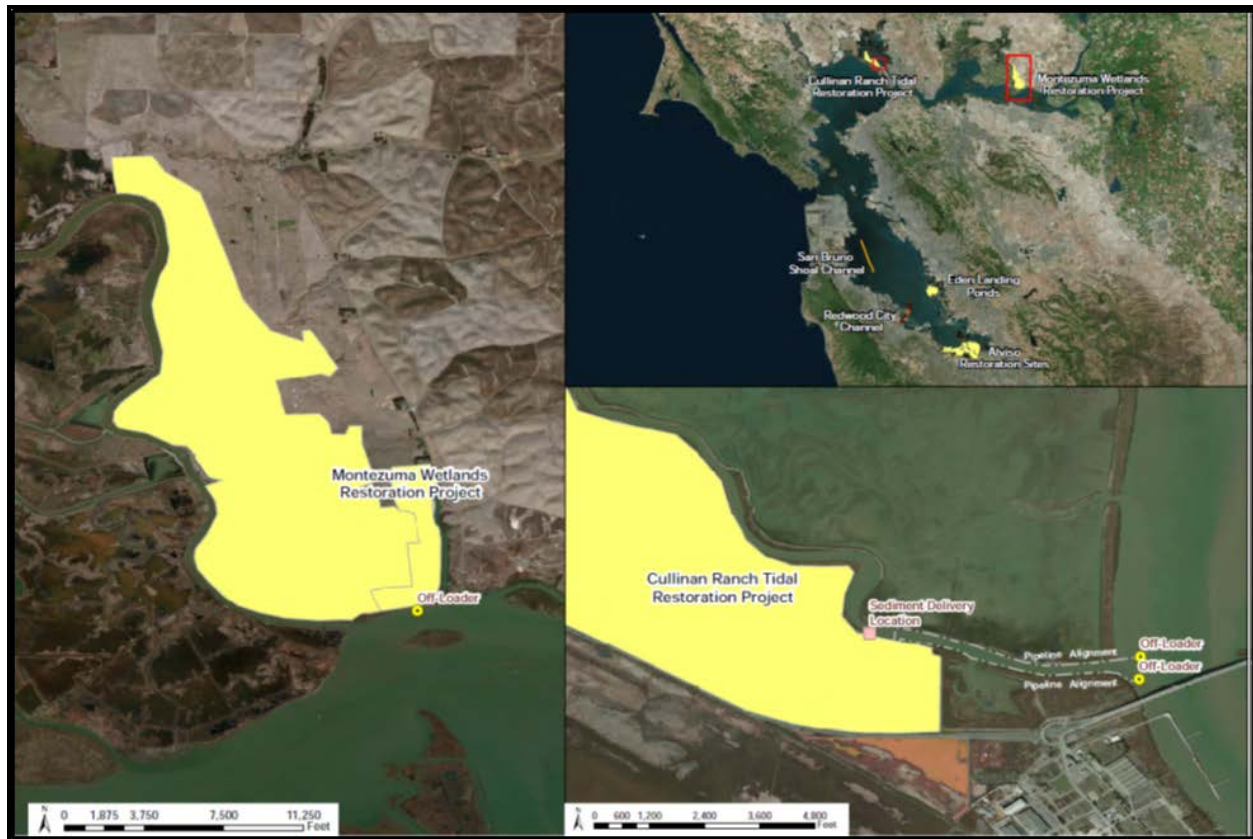 Montezuma Wetlands
Restoration Project
Off-Loader
N
0 1,875 3,750 7,500 11,250
Feet
Cullinan Ranch Tidal
Restoration Project
Montezuma Wetlands
Restoration Project
San Bruno
Shoal Channel
Eden Landing
Ponds
Redwood City
Channel
Alviso
Restoration Sites
Cullinan Ranch Tidal
Restoration Project
Sediment Delivery
Location
Pipeline Alignment
Off-Loader
Off-Loader
Pipeline Alignment
N
0 600 1,200 2,400 3,600 4,800
Feet